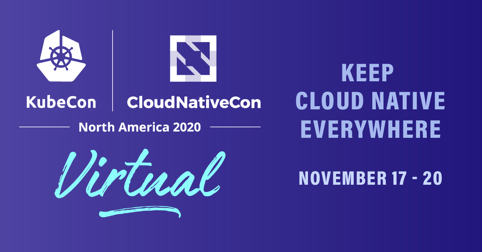 KubeCon
CloudNativeCon
North America 2020
Virtual
KEEP
CLOUD NATIVE
EVERYWHERE
NOVEMBER 17 - 20